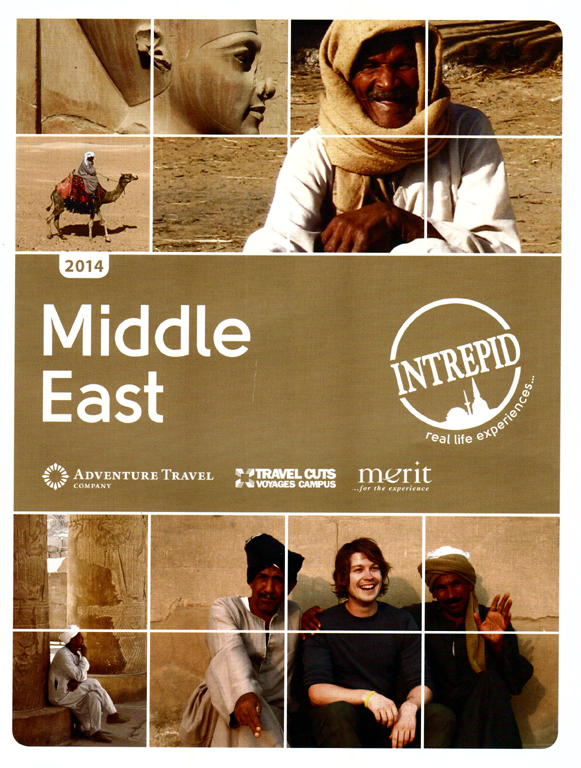 2014
Middle
East
INTREPID
real life experiences...
ADVENTURE TRAVEL
COMPANY
TRAVEL CUTS
VOYAGES CAMPUS
merit
...for the experience